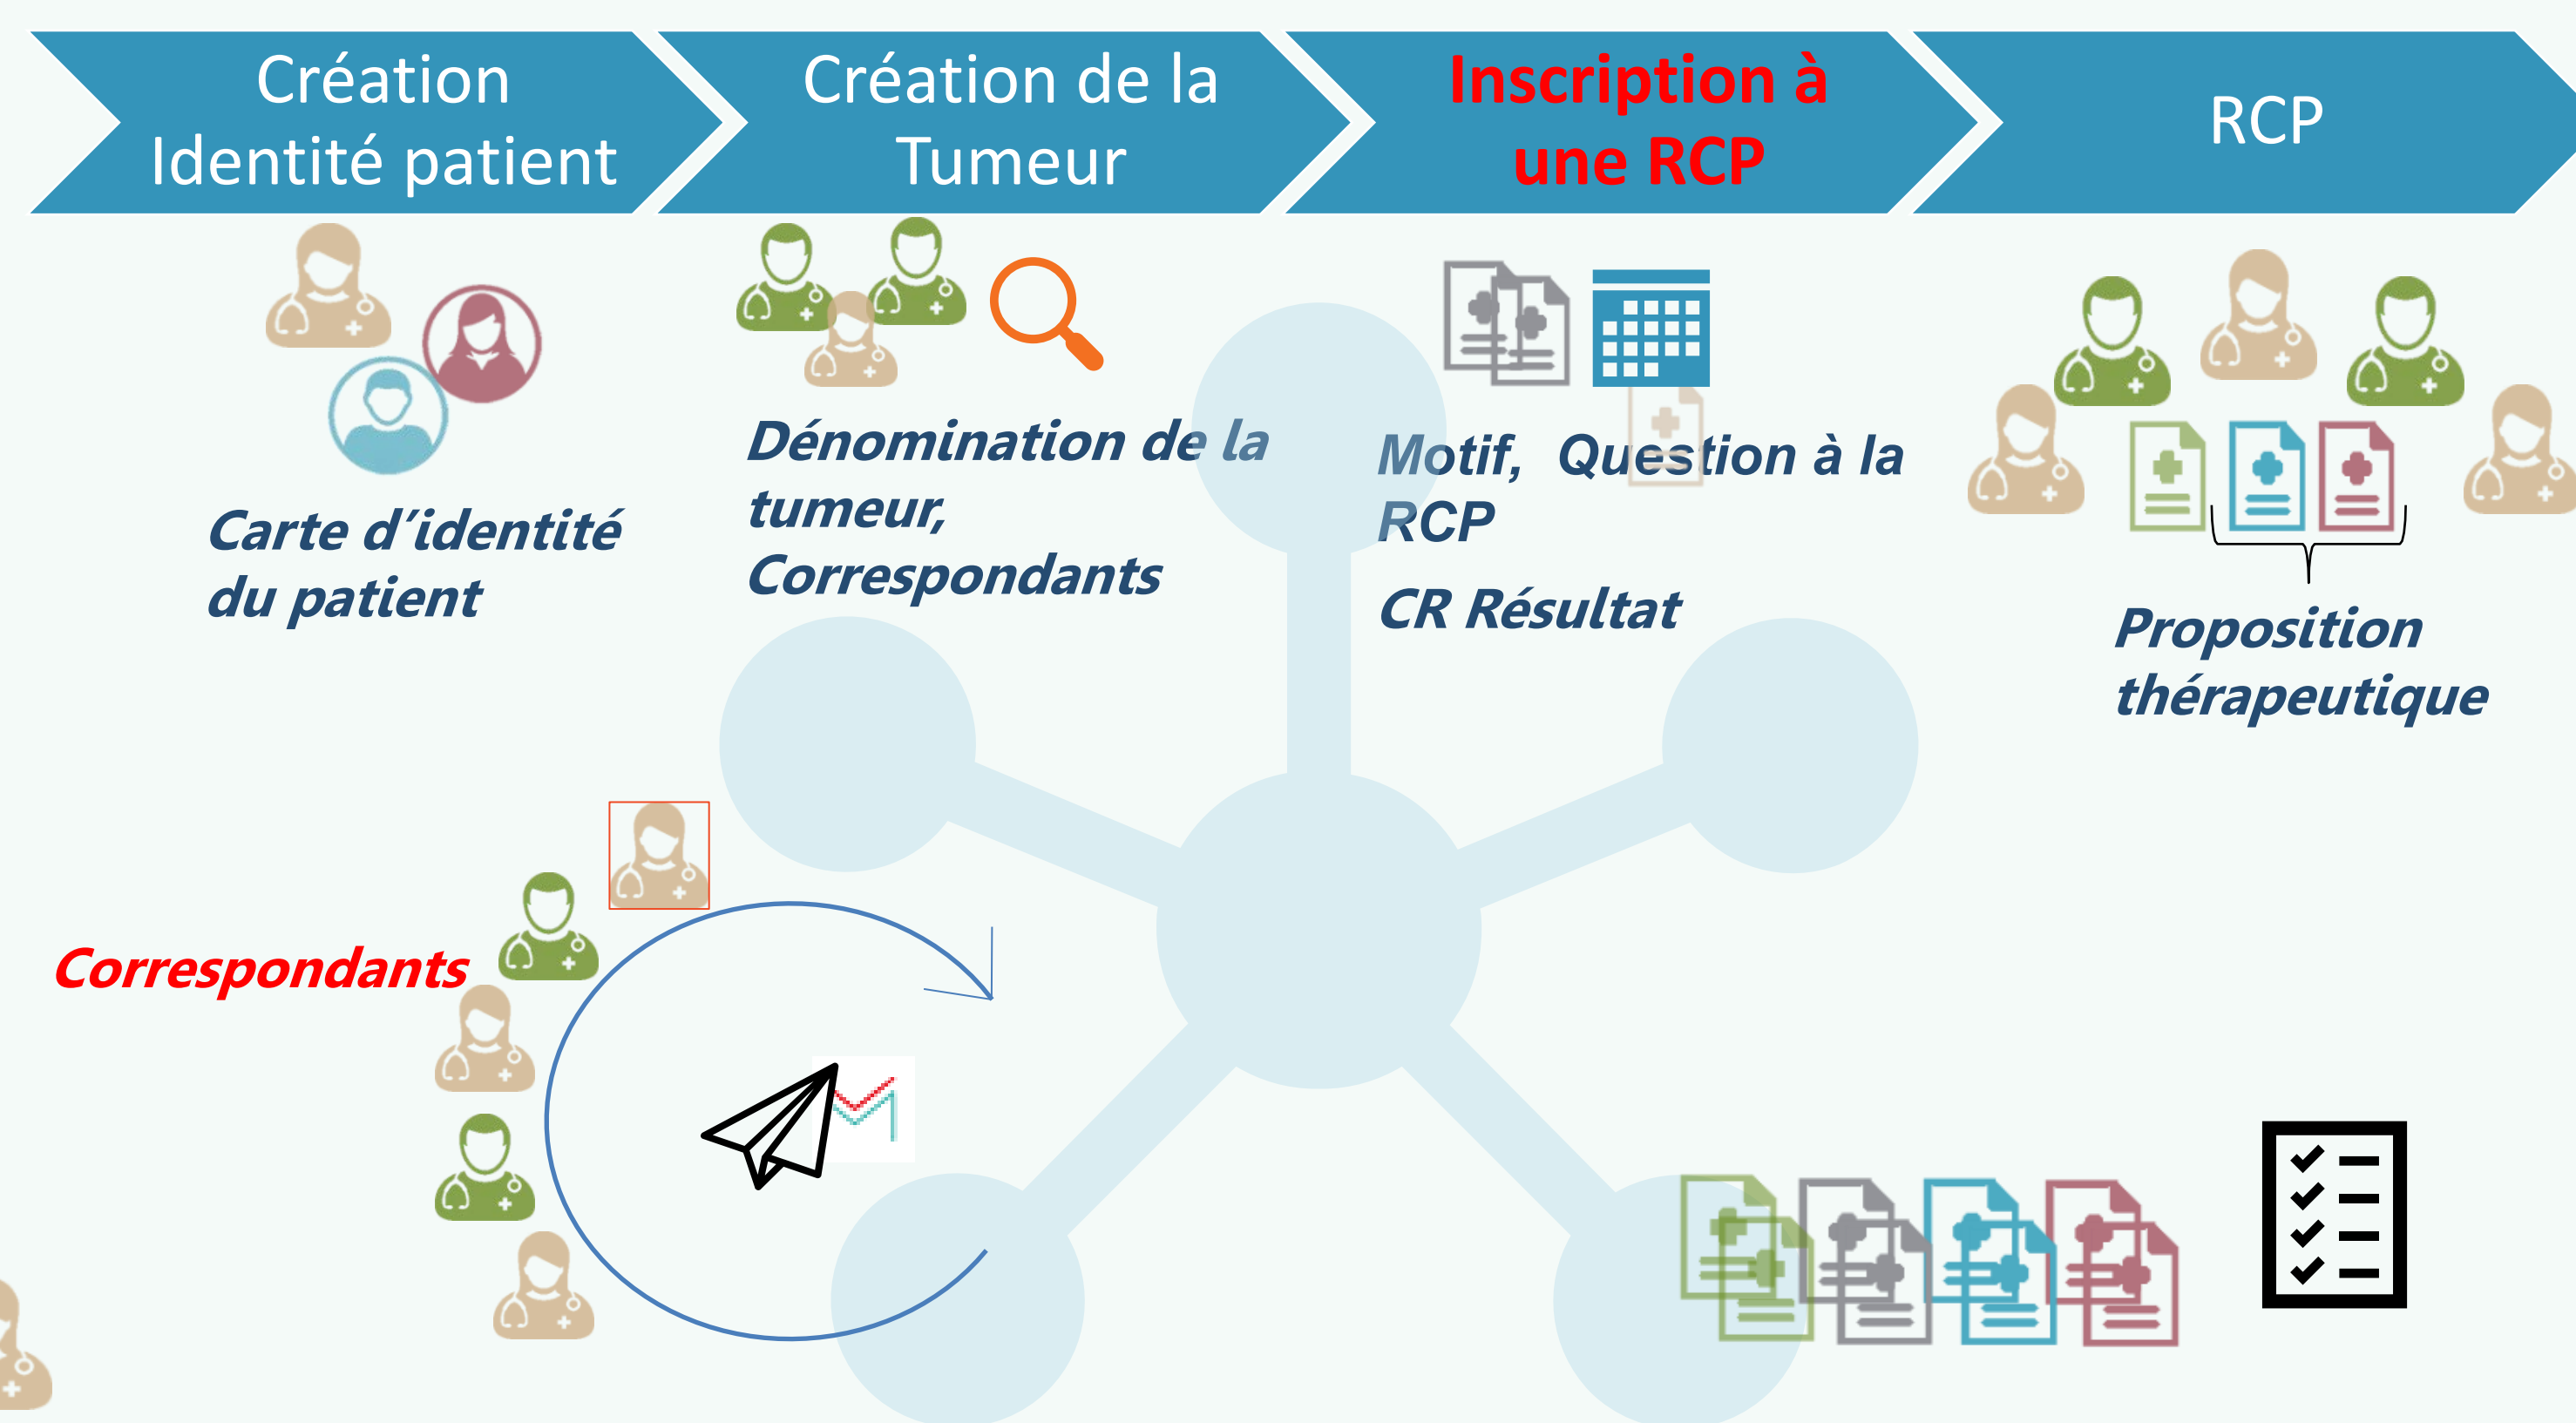 Création
Identité patient
Création de la
Tumeur
Inscription à
une RCP
RCP
Carte d’identité
du patient
Dénomination de la
tumeur,
Correspondants
Motif, Question à la
RCP
CR Résultat
Proposition
thérapeutique
Correspondants